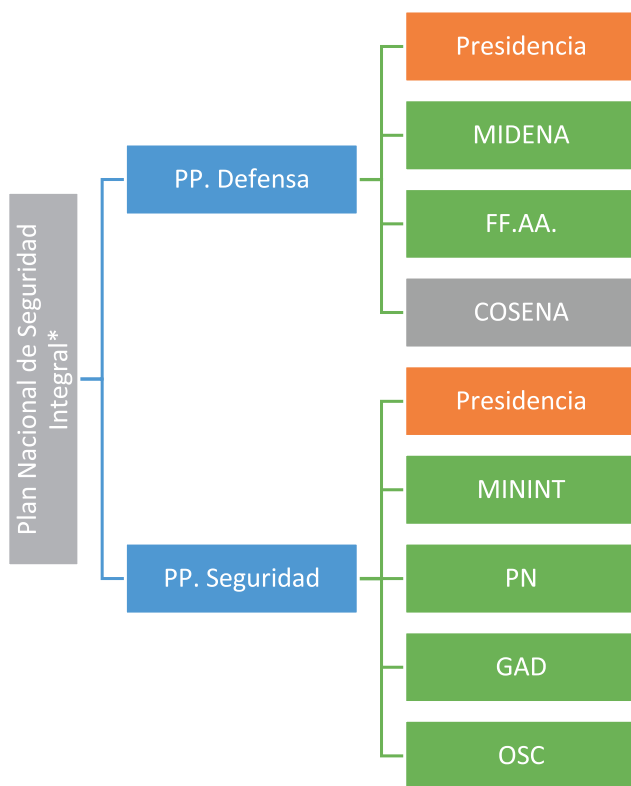 Plan Nacional de Seguridad
Integral*
PP. Defensa
Presidencia
MIDENA
FF.AA.
COSENA
PP. Seguridad
Presidencia
MININT
PN
GAD
OSC